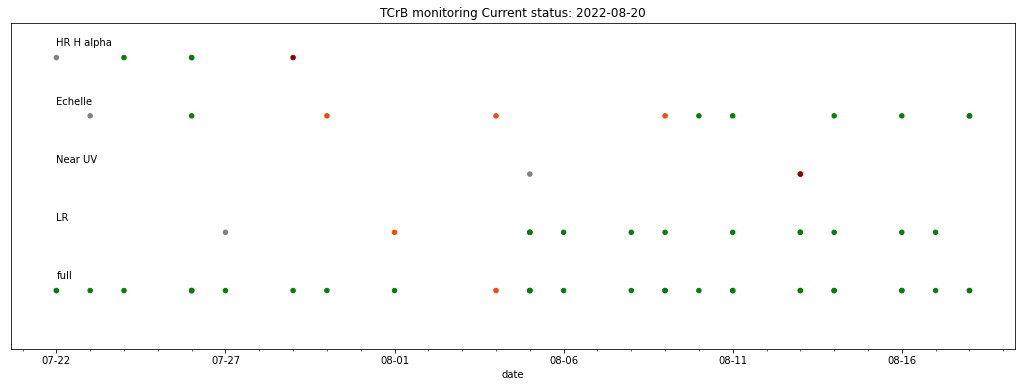 TCrB monitoring Current status: 2022-08-20
HR H alpha
Echelle
Near UV
LR
full
07-22 07-27 08-01 08-06 08-11 08-16
date